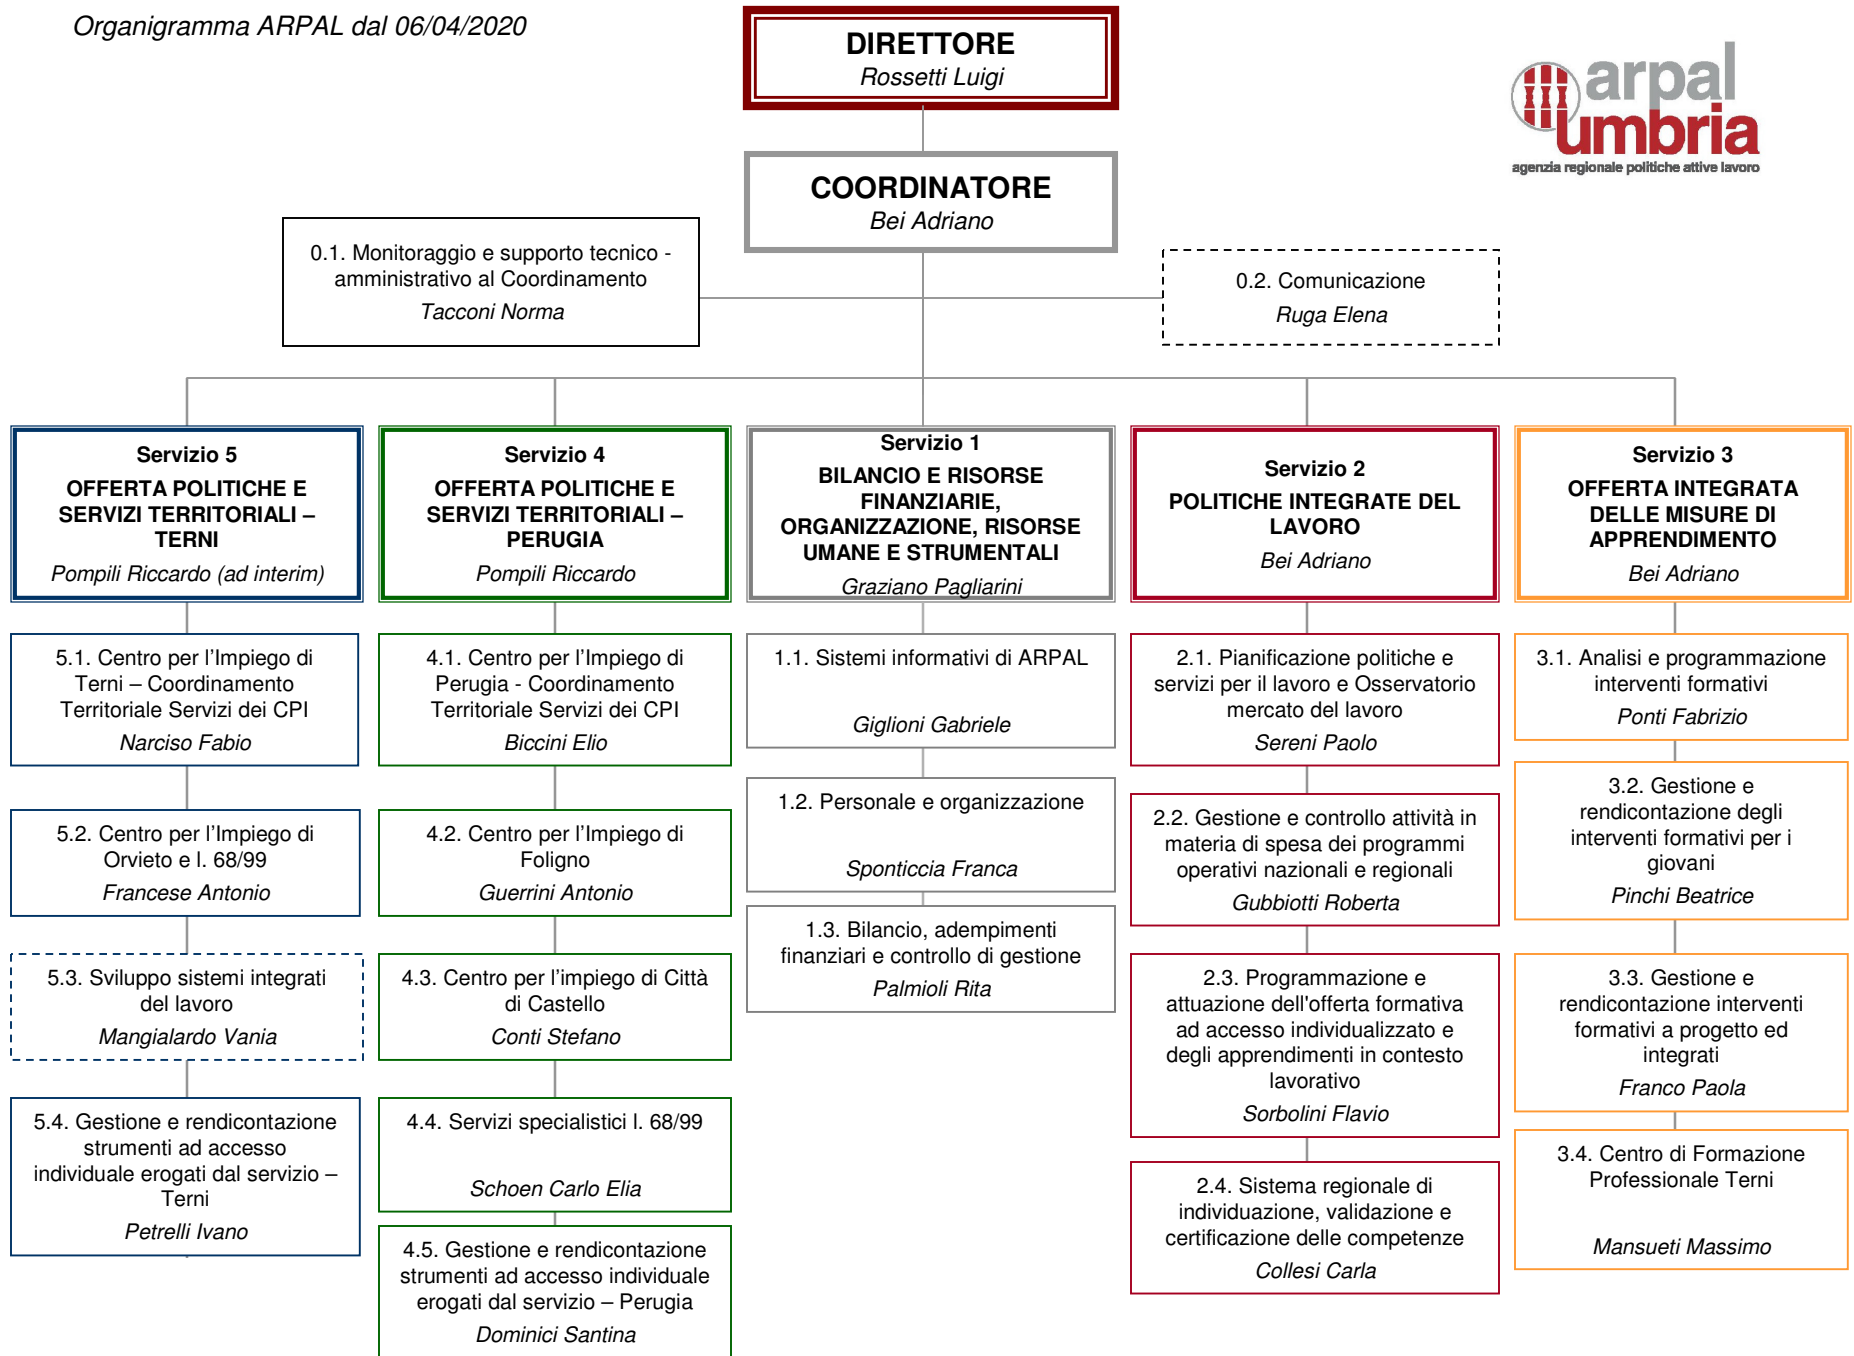 Organigramma ARPAL dal 06/04/2020
DIRETTORE
Rossetti Luigi
arpal
umbria
agenzia regionale politiche attive lavoro
COORDINATORE
Bei Adriano
0.1. Monitoraggio e supporto tecnico -
amministrativo al Coordinamento
Tacconi Norma
0.2. Comunicazione
Ruga Elena
Servizio 5
OFFERTA POLITICHE E
SERVIZI TERRITORIALI –
TERNI
Pompili Riccardo (ad interim)
Servizio 4
OFFERTA POLITICHE E
SERVIZI TERRITORIALI –
PERUGIA
Pompili Riccardo
Servizio 1
BILANCIO E RISORSE
FINANZIARIE,
ORGANIZZAZIONE, RISORSE
UMANE E STRUMENTALI
Graziano Pagliarini
Servizio 2
POLITICHE INTEGRATE DEL
LAVORO
Bei Adriano
Servizio 3
OFFERTA INTEGRATA
DELLE MISURE DI
APPRENDIMENTO
Bei Adriano
5.1. Centro per l'Impiego di
Terni – Coordinamento
Territoriale Servizi dei CPI
Narciso Fabio
5.2. Centro per l'Impiego di
Orvieto e l. 68/99
Francese Antonio
5.3. Sviluppo sistemi integrati
del lavoro
Mangialardo Vania
5.4. Gestione e rendicontazione
strumenti ad accesso
individuale erogati dal servizio –
Terni
Petrelli Ivano
4.1. Centro per l'Impiego di
Perugia - Coordinamento
Territoriale Servizi dei CPI
Biccini Elio
4.2. Centro per l'Impiego di
Foligno
Guerrini Antonio
4.3. Centro per l'impiego di Città
di Castello
Conti Stefano
4.4. Servizi specialistici l. 68/99
Schoen Carlo Elia
4.5. Gestione e rendicontazione
strumenti ad accesso individuale
erogati dal servizio – Perugia
Dominici Santina
1.1. Sistemi informativi di ARPAL
Giglioni Gabriele
1.2. Personale e organizzazione
Sponticcia Franca
1.3. Bilancio, adempimenti
finanziari e controllo di gestione
Palmioli Rita
2.1. Pianificazione politiche e
servizi per il lavoro e Osservatorio
mercato del lavoro
Sereni Paolo
2.2. Gestione e controllo attività in
materia di spesa dei programmi
operativi nazionali e regionali
Gubbiotti Roberta
2.3. Programmazione e
attuazione dell'offerta formativa
ad accesso individualizzato e
degli apprendimenti in contesto
lavorativo
Sorbolini Flavio
2.4. Sistema regionale di
individuazione, validazione e
certificazione delle competenze
Collesi Carla
3.1. Analisi e programmazione
interventi formativi
Ponti Fabrizio
3.2. Gestione e
rendicontazione degli
interventi formativi per i
giovani
Pinchi Beatrice
3.3. Gestione e
rendicontazione interventi
formativi a progetto ed
integrati
Franco Paola
3.4. Centro di Formazione
Professionale Terni
Mansueti Massimo